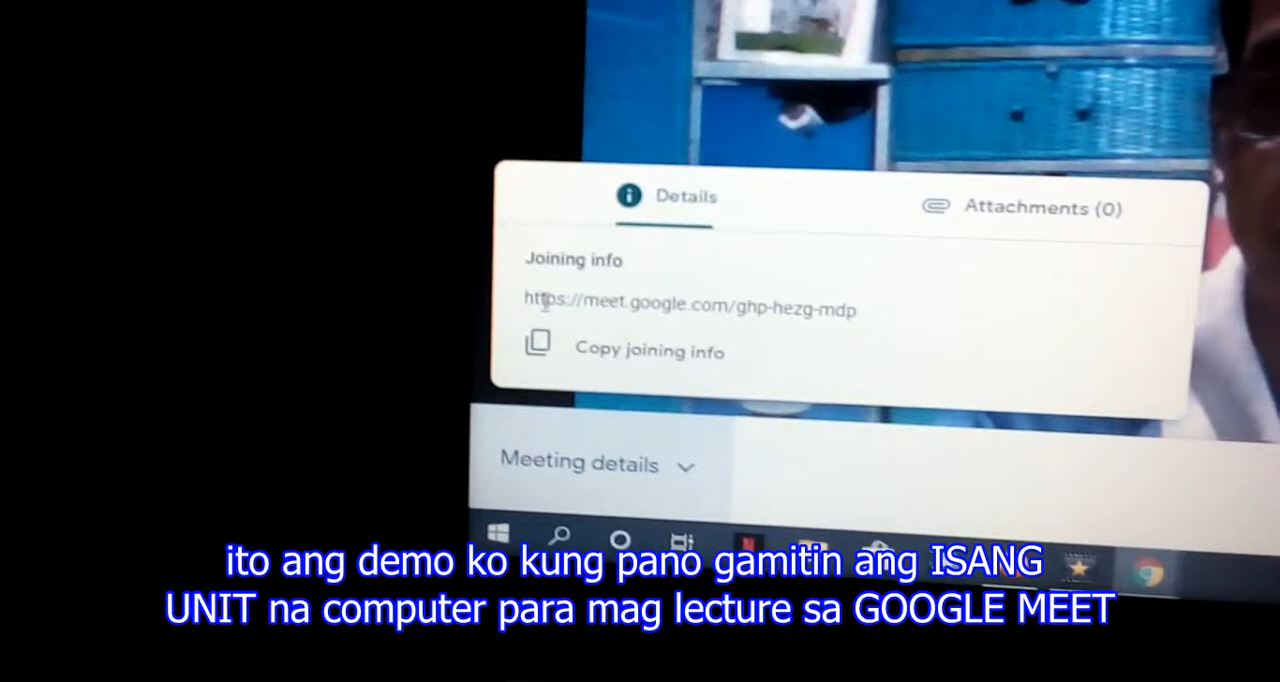 Details
Attachments (0)
Joining info
https://meet.google.com/ghp-hezg-mdp
Copy joining info
Meeting details
ito ang demo ko kung pano gamitin ang ISANG
UNIT na computer para mag lecture sa GOOGLE MEET